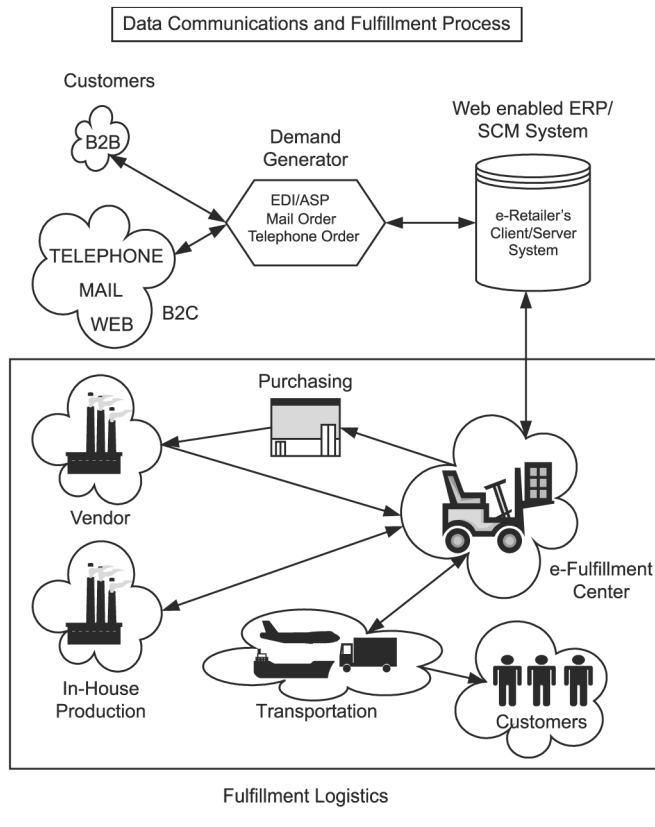 Data Communications and Fulfillment Process
Customers
B2B
TELEPHONE
MAIL
WEB
B2C
Demand
Generator
EDI/ASP
Mail Order
Telephone Order
Web enabled ERP/
SCM System
e-Retailer's
Client/Server
System
Purchasing
Vendor
e-Fulfillment
Center
In-House
Production
Transportation
Customers
Fulfillment Logistics